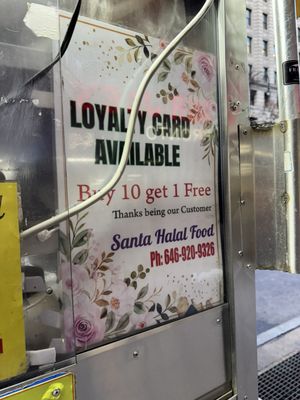 LOYALTY CARD
AVAILABLE
Buy 10 get 1 Free
Thanks being our Customer
Santa Halal Food
Ph: 646-920-9326